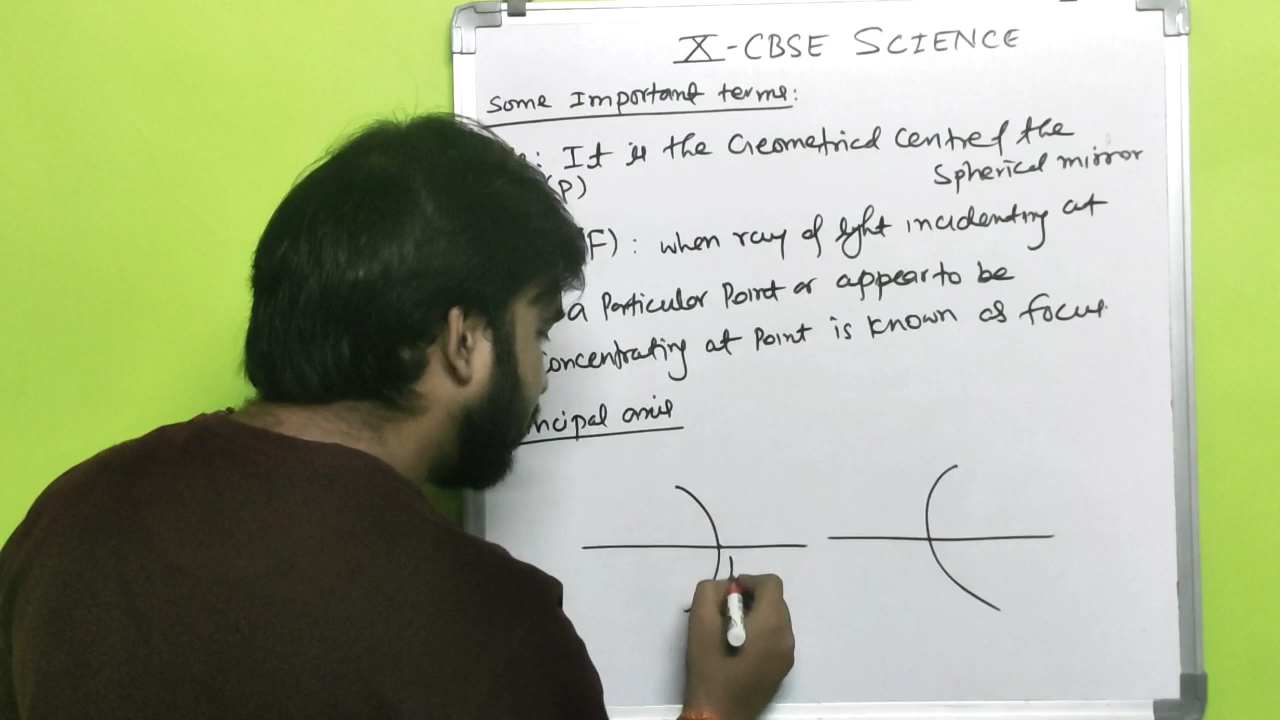 X-CBSE SCIENCE
Some Important terms:
: It is the Geometrical centre of the
Spherical mirror
(P)
(F): when ray of light incidenting at
a Particular Point or appear to be
oncentrating at Point is known as focus.
ncipal axis